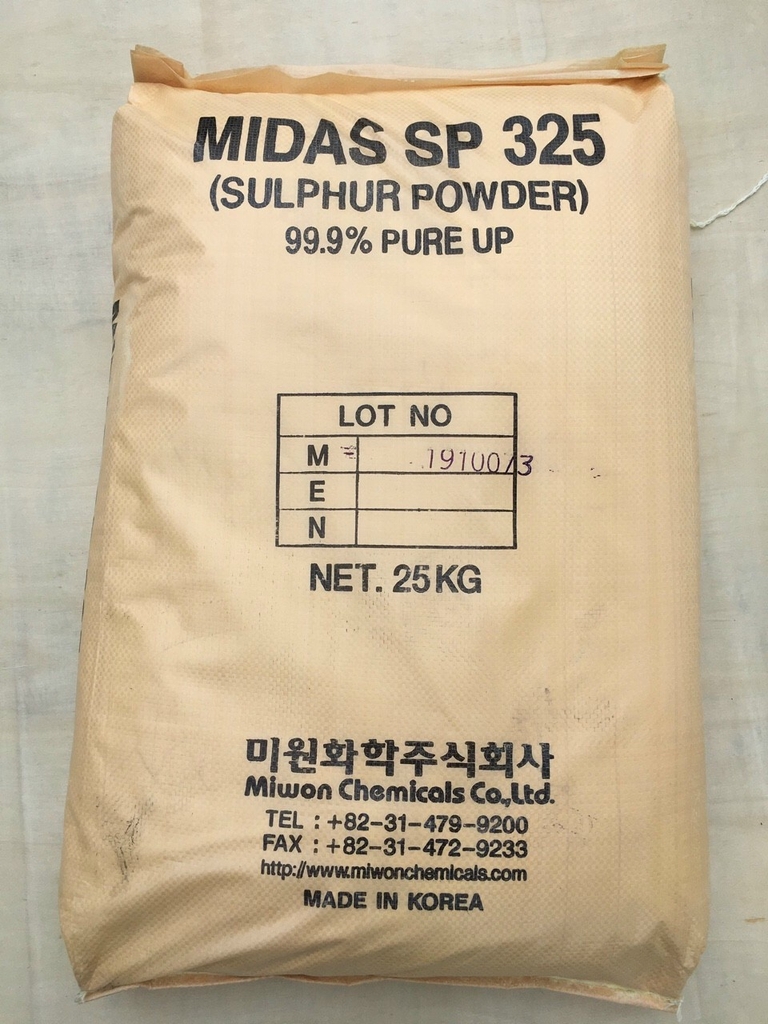 MIDAS SP 325
(SULPHUR POWDER)
99.9% PURE UP
LOT NO
M 1910073
E
N
NET. 25KG
미원화학주식회사
Miwon Chemicals Co.,Ltd.
TEL : +82-31-479-9200
FAX : +82-31-472-9233
http://www.miwonchemicals.com
MADE IN KOREA